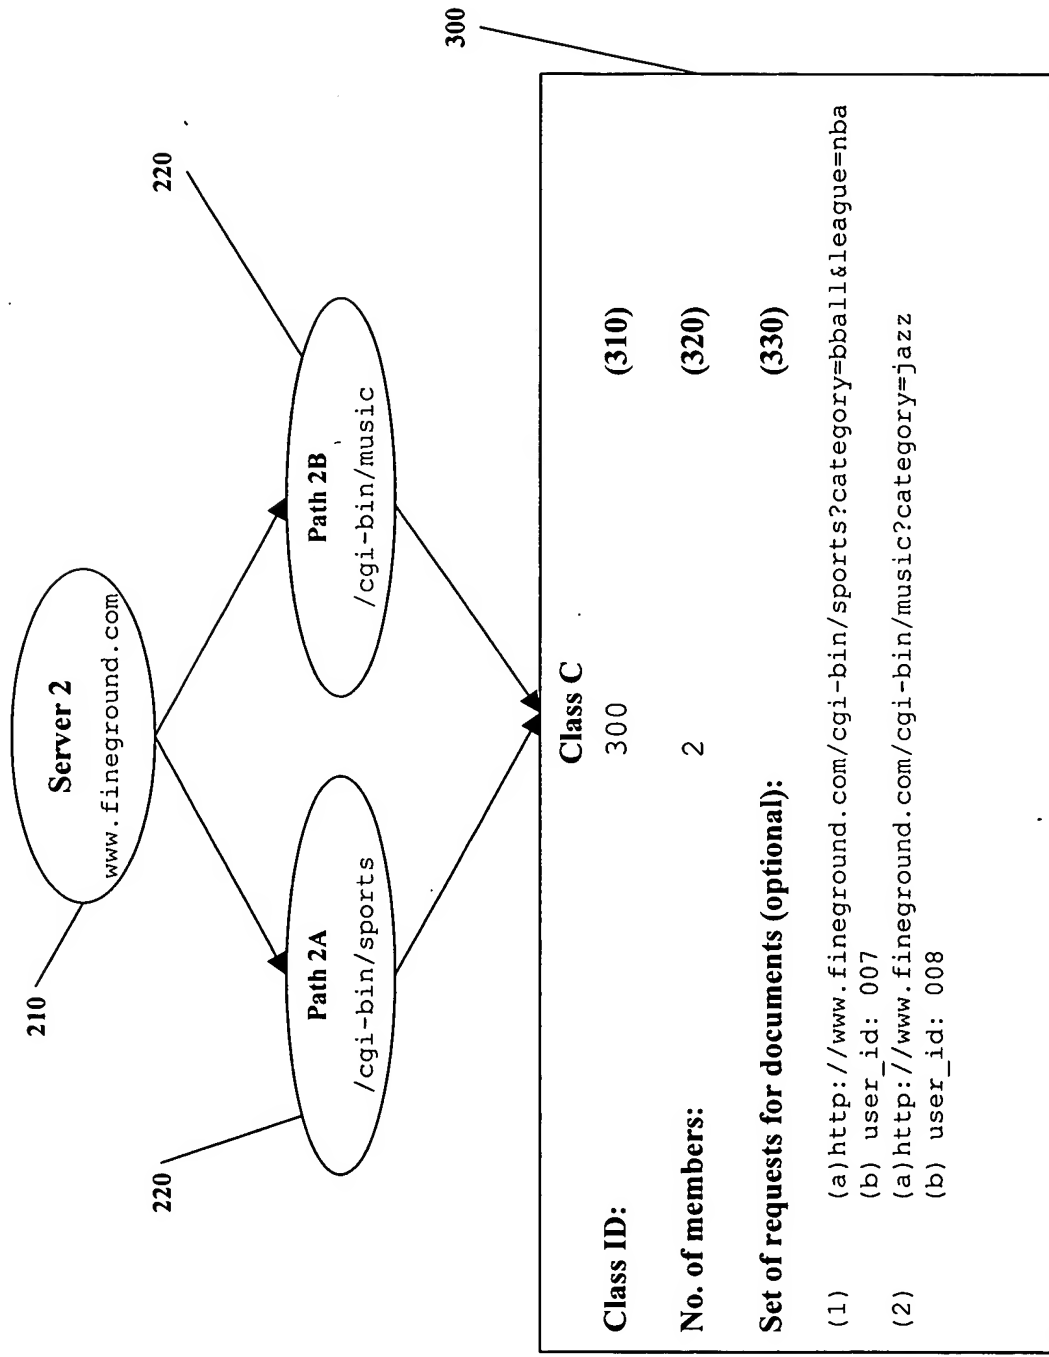 210
Server 2
www.fineground.com
220
Path 2A
/cgi-bin/sports
Path 2B
/cgi-bin/music
220
300
Class C
Class ID: 300 (310)
No. of members: 2 (320)
Set of requests for documents (optional): (330)
(1) (a)http://www.fineground.com/cgi-bin/sports?category=bball&league=nba
(b) user_id: 007
(2) (a)http://www.fineground.com/cgi-bin/music?category=jazz
(b) user_id: 008